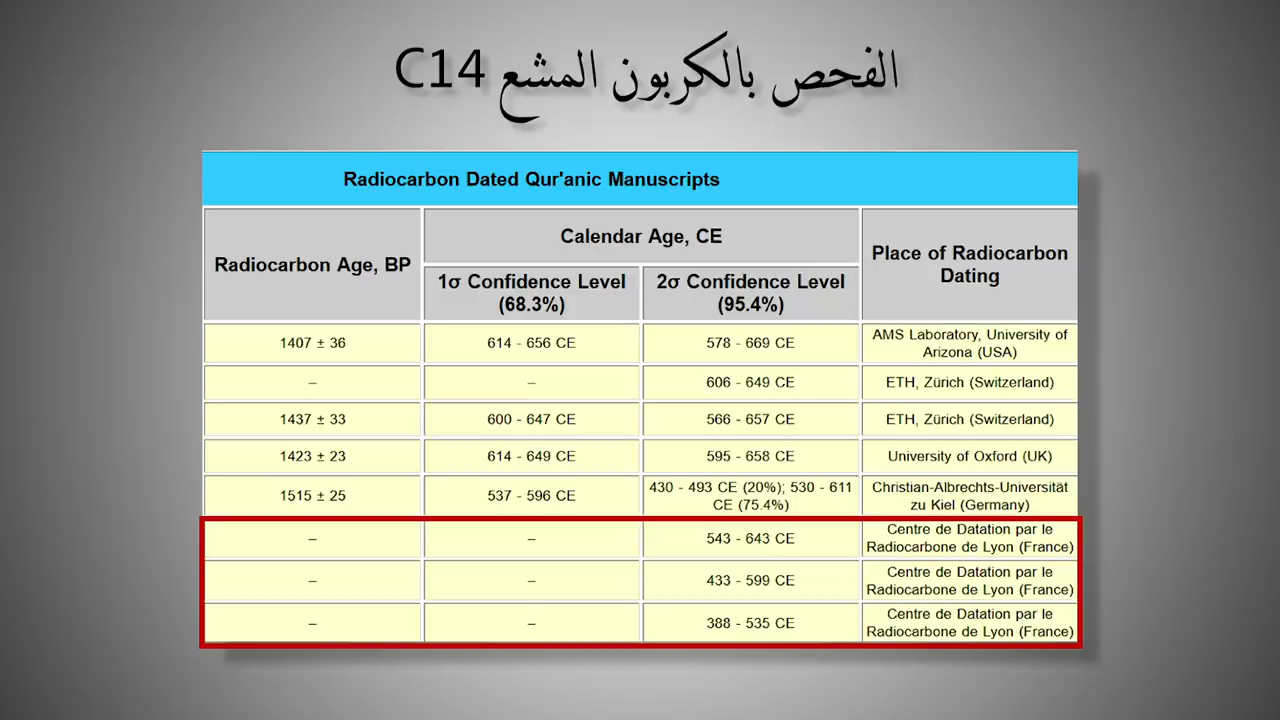 الفحص بالكربون المشع C14
Radiocarbon Dated Qur'anic Manuscripts
Radiocarbon Age, BP
Calendar Age, CE
1σ Confidence Level
(68.3%)
2σ Confidence Level
(95.4%)
Place of Radiocarbon
Dating
1407 ± 36
614 - 656 CE
578 - 669 CE
AMS Laboratory, University of
Arizona (USA)
–
–
606 - 649 CE
ETH, Zürich (Switzerland)
1437 ± 33
600 - 647 CE
566 - 657 CE
ETH, Zürich (Switzerland)
1423 ± 23
614 - 649 CE
595 - 658 CE
University of Oxford (UK)
1515 ± 25
537 - 596 CE
430 - 493 CE (20%); 530 - 611
CE (75.4%)
Christian-Albrechts-Universität
zu Kiel (Germany)
–
–
543 - 643 CE
Centre de Datation par le
Radiocarbone de Lyon (France)
–
–
433 - 599 CE
Centre de Datation par le
Radiocarbone de Lyon (France)
–
–
388 - 535 CE
Centre de Datation par le
Radiocarbone de Lyon (France)